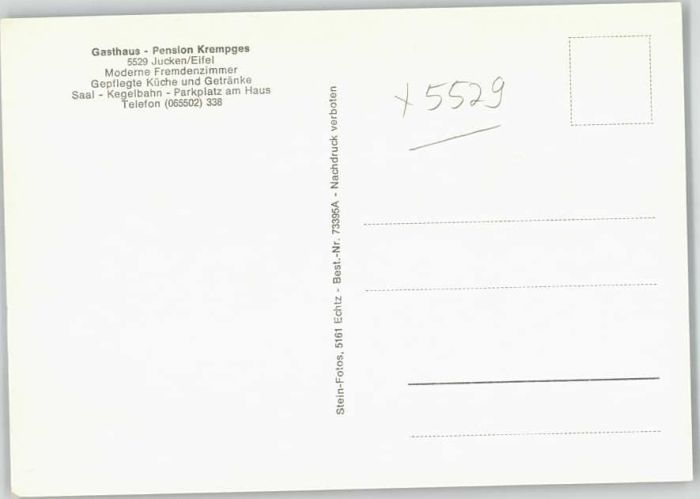 Gasthaus - Pension Krempges
5529 Jucken/Eifel
Moderne Fremdenzimmer
Gepflegte Küche und Getränke
Saal - Kegelbahn - Parkplatz am Haus
Telefon (065502) 338
Stein-Fotos, 5161 Echtz - Best.-Nr. 73395A - Nachdruck verboten
x 5529